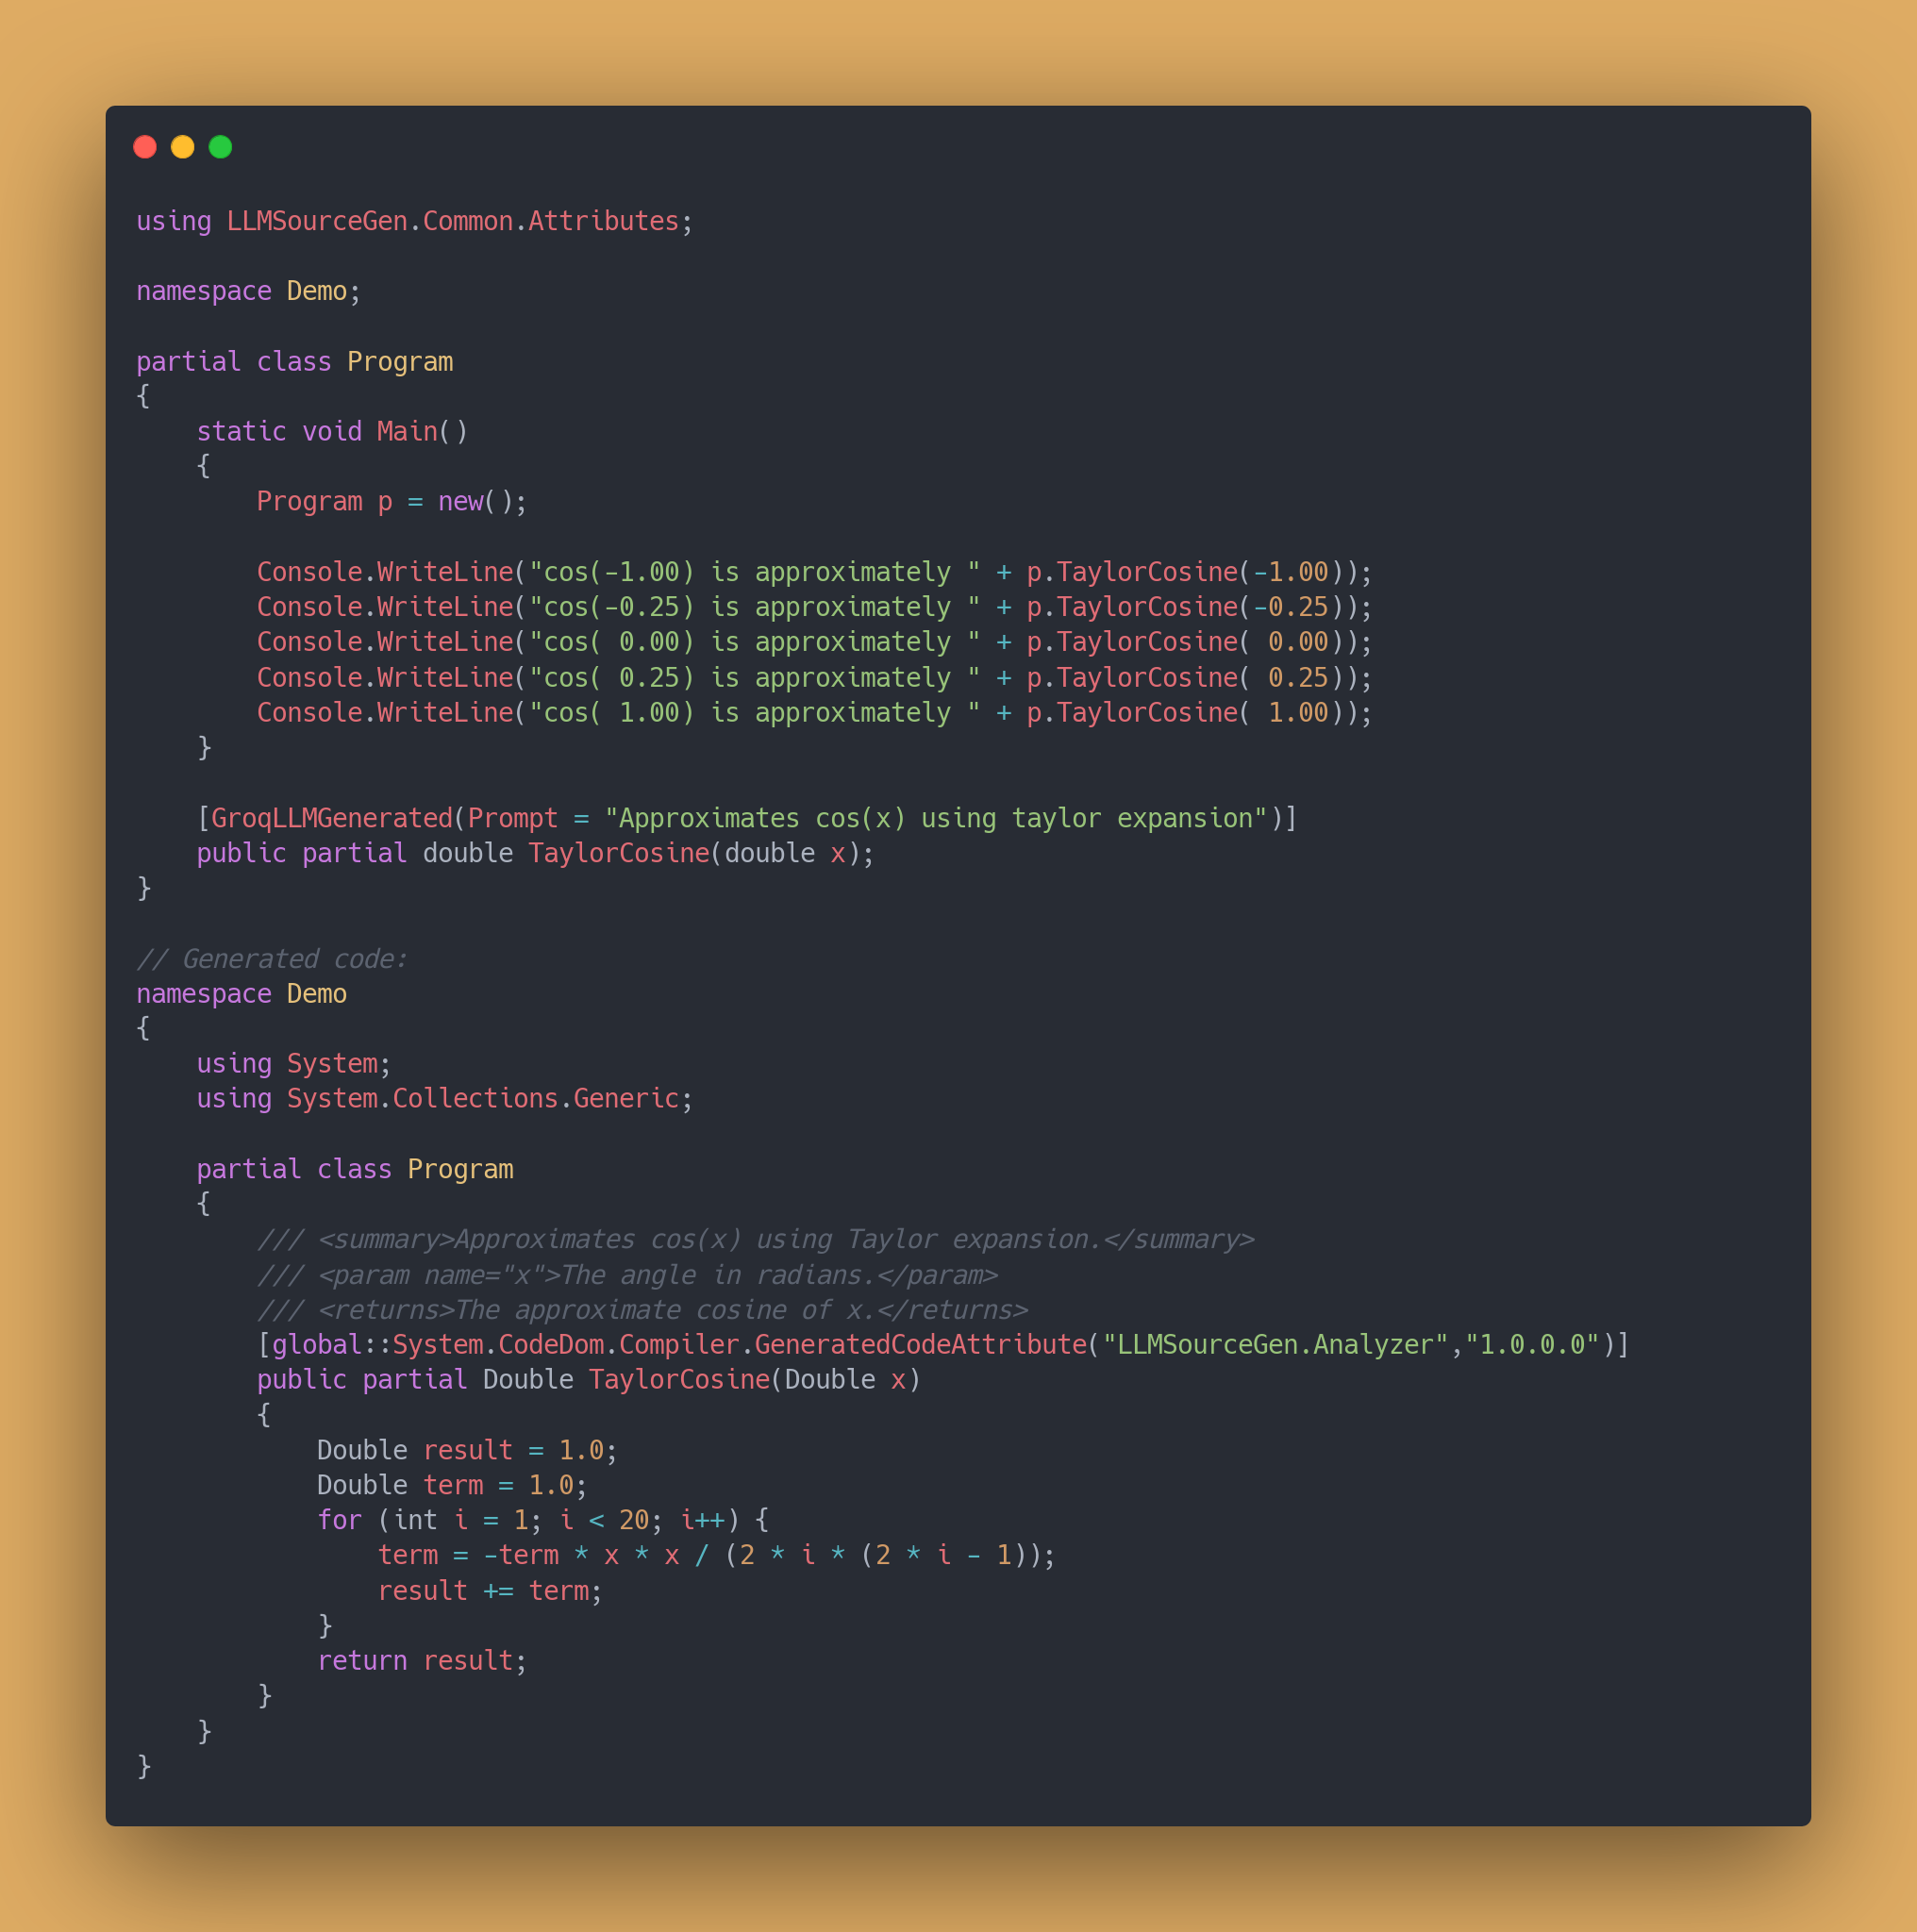 using LLMSourceGen.Common.Attributes;

namespace Demo;

partial class Program
{
    static void Main()
    {
        Program p = new();

        Console.WriteLine("cos(-1.00) is approximately " + p.TaylorCosine(-1.00));
        Console.WriteLine("cos(-0.25) is approximately " + p.TaylorCosine(-0.25));
        Console.WriteLine("cos( 0.00) is approximately " + p.TaylorCosine( 0.00));
        Console.WriteLine("cos( 0.25) is approximately " + p.TaylorCosine( 0.25));
        Console.WriteLine("cos( 1.00) is approximately " + p.TaylorCosine( 1.00));
    }

    [GroqLLMGenerated(Prompt = "Approximates cos(x) using taylor expansion")]
    public partial double TaylorCosine(double x);
}

// Generated code:
namespace Demo
{
    using System;
    using System.Collections.Generic;

    partial class Program
    {
        /// <summary>Approximates cos(x) using Taylor expansion.</summary>
        /// <param name="x">The angle in radians.</param>
        /// <returns>The approximate cosine of x.</returns>
        [global::System.CodeDom.Compiler.GeneratedCodeAttribute("LLMSourceGen.Analyzer","1.0.0.0")]
        public partial Double TaylorCosine(Double x)
        {
            Double result = 1.0;
            Double term = 1.0;
            for (int i = 1; i < 20; i++) {
                term = -term * x * x / (2 * i * (2 * i - 1));
                result += term;
            }
            return result;
        }
    }
}